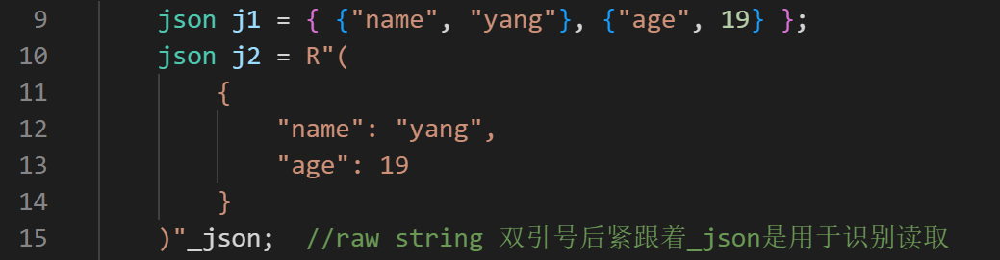 9 json j1 = { {"name", "yang"}, {"age", 19} };
10 json j2 = R"(
11 {
12 "name": "yang",
13 "age": 19
14 }
15 )"_json; //raw string 双引号后紧跟着_json是用于识别读取